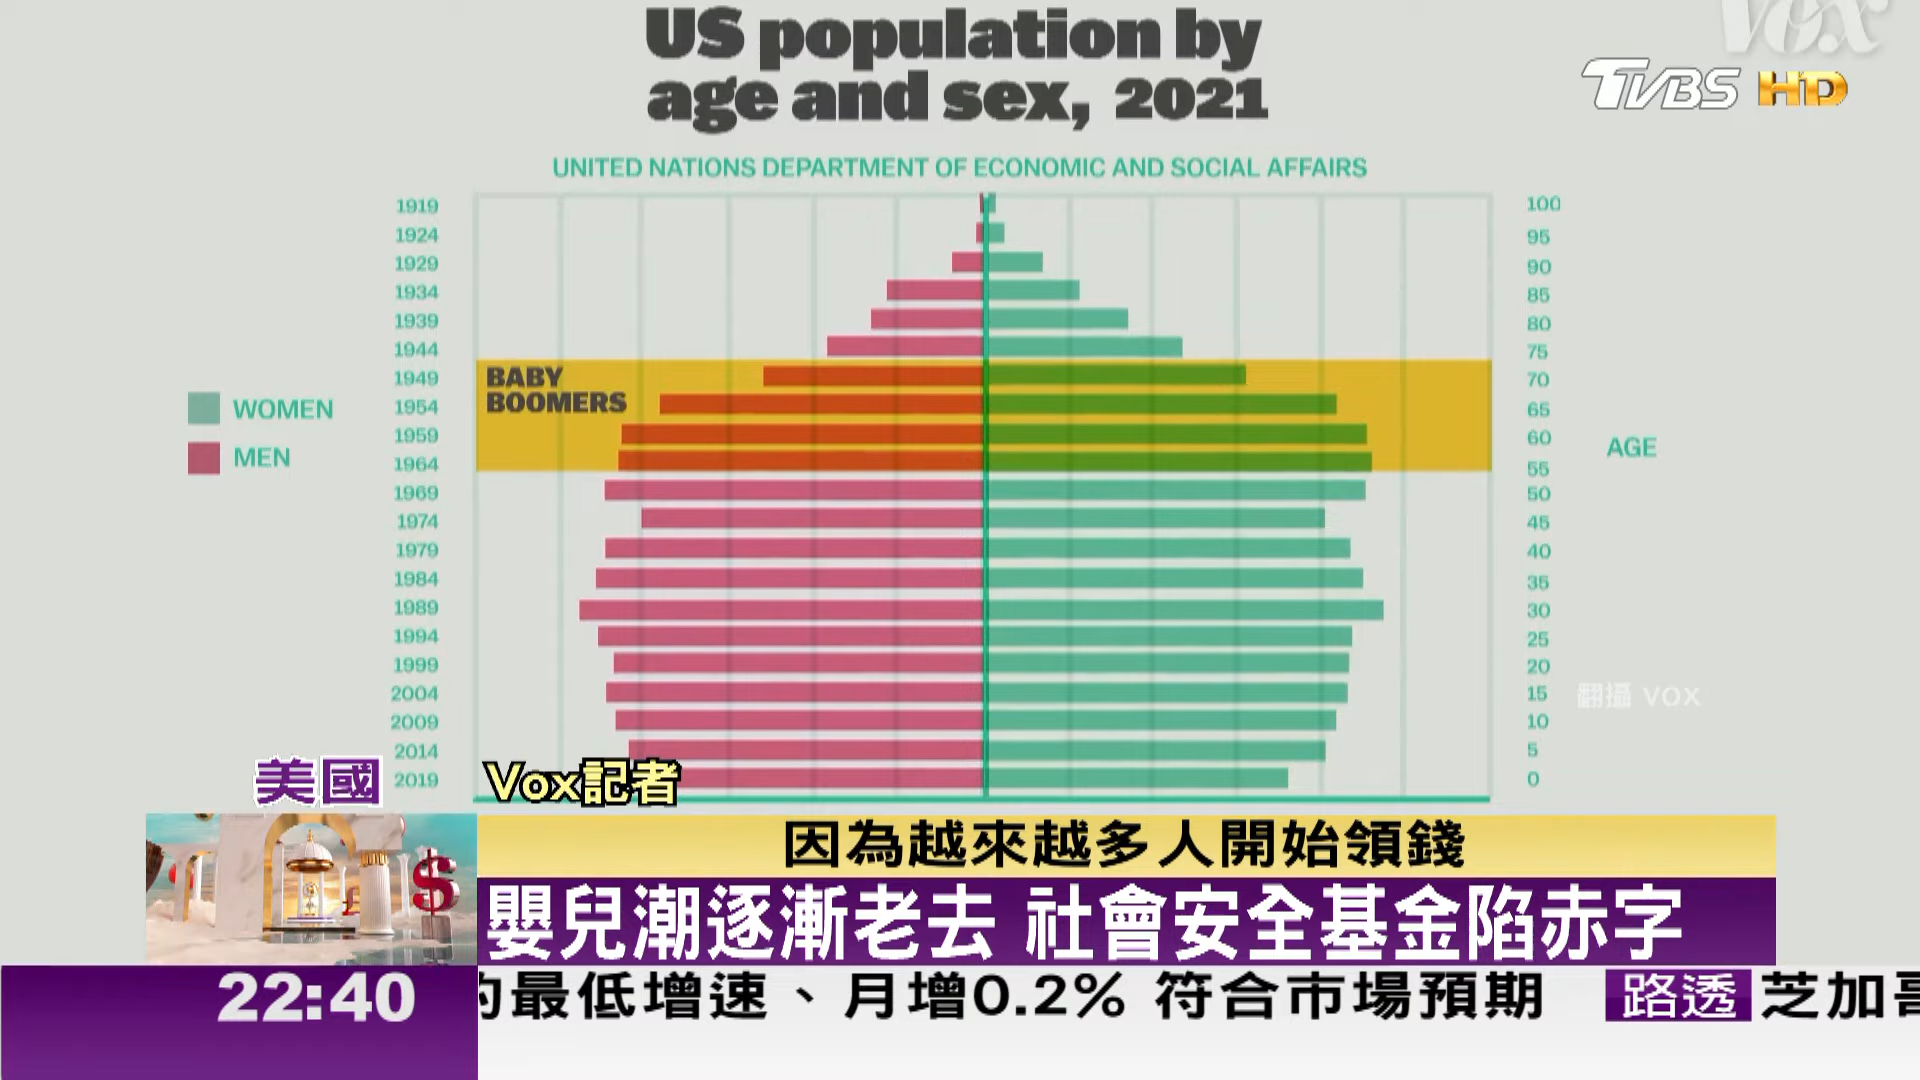 US population by
age and sex, 2021
VOX
TVBS HD
UNITED NATIONS DEPARTMENT OF ECONOMIC AND SOCIAL AFFAIRS
1919 100
1924 95
1929 90
1934 85
1939 80
1944 75
BABY
BOOMERS
1949 70
1954 65
1959 60
1964 55
WOMEN
MEN
AGE
1969 50
1974 45
1979 40
1984 35
1989 30
1994 25
1999 20
2004 15
2009 10
2014 5
2019 0
翻攝 VOX
美國
Vox記者
因為越來越多人開始領錢
嬰兒潮逐漸老去 社會安全基金陷赤字
22:40
的最低增速、月增0.2% 符合市場預期 路透 芝加哥